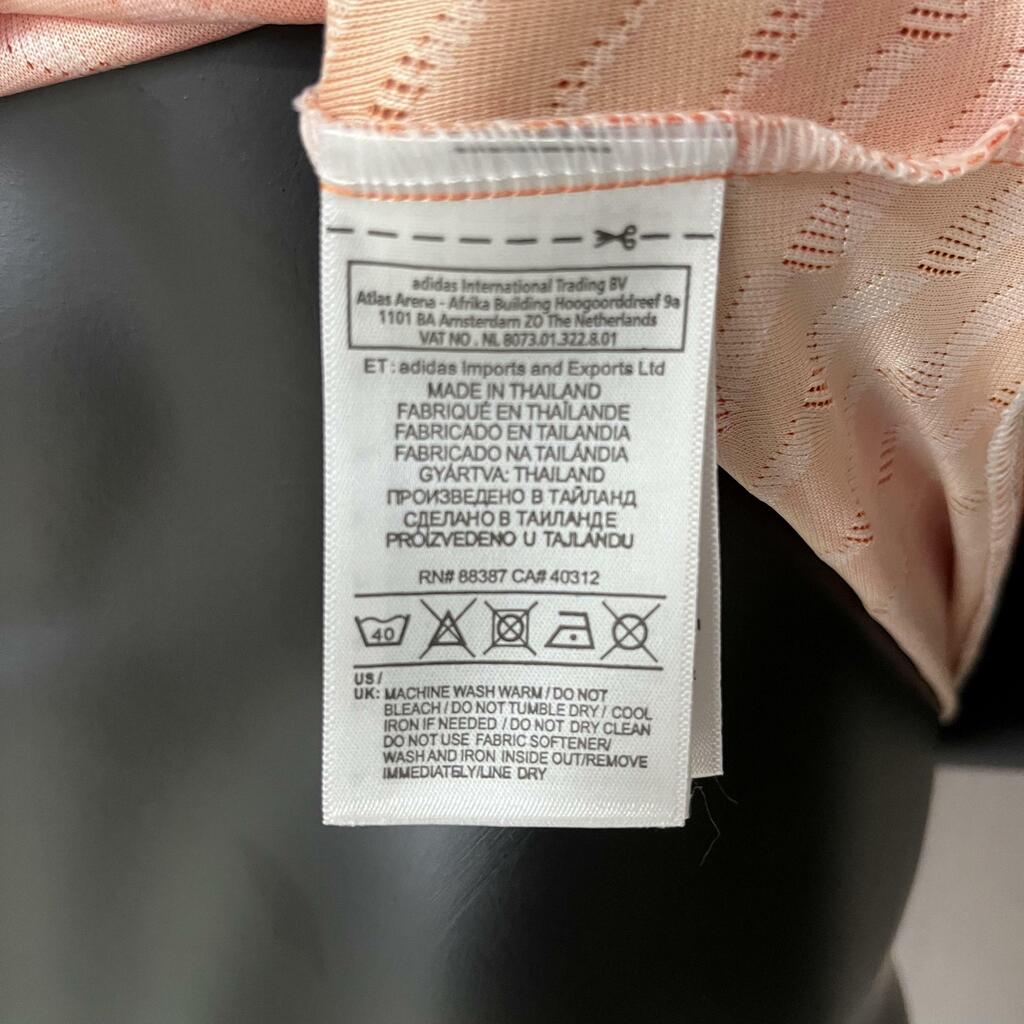 adidas International Trading BV
Atlas Arena - Afrika Building Hoogoorddreef 9a
1101 BA Amsterdam ZO The Netherlands
VAT NO . NL 8073.01.322.8.01
ET : adidas Imports and Exports Ltd
MADE IN THAILAND
FABRIQUÉ EN THAÏLANDE
FABRICADO EN TAILANDIA
FABRICADO NA TAILÂNDIA
GYÁRTVA: THAILAND
ПРОИЗВЕДЕНО В ТАЙЛАНД
СДЕЛАНО В ТАИЛАНДЕ
PROIZVEDENO U TAJLANDU
RN# 88387 CA# 40312
40
US /
UK: MACHINE WASH WARM / DO NOT
BLEACH / DO NOT TUMBLE DRY / COOL
IRON IF NEEDED / DO NOT DRY CLEAN
DO NOT USE FABRIC SOFTENER/
WASH AND IRON INSIDE OUT/REMOVE
IMMEDIATELY/LINE DRY